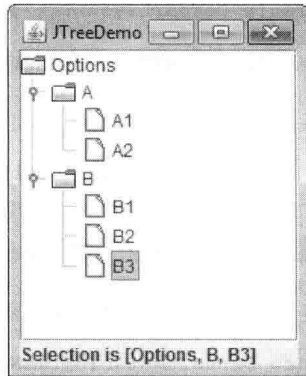 JTreeDemo
Options
A
A1
A2
B
B1
B2
B3
Selection is [Options, B, B3]